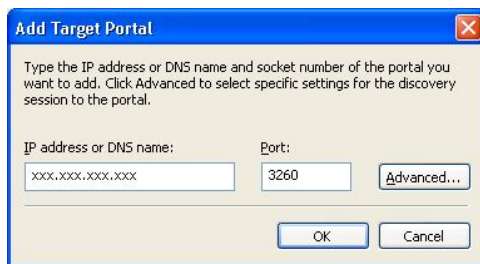 Add Target Portal
Type the IP address or DNS name and socket number of the portal you
want to add. Click Advanced to select specific settings for the discovery
session to the portal.
IP address or DNS name: Port:
xxx.xxx.xxx.xxx 3260 Advanced...
OK Cancel